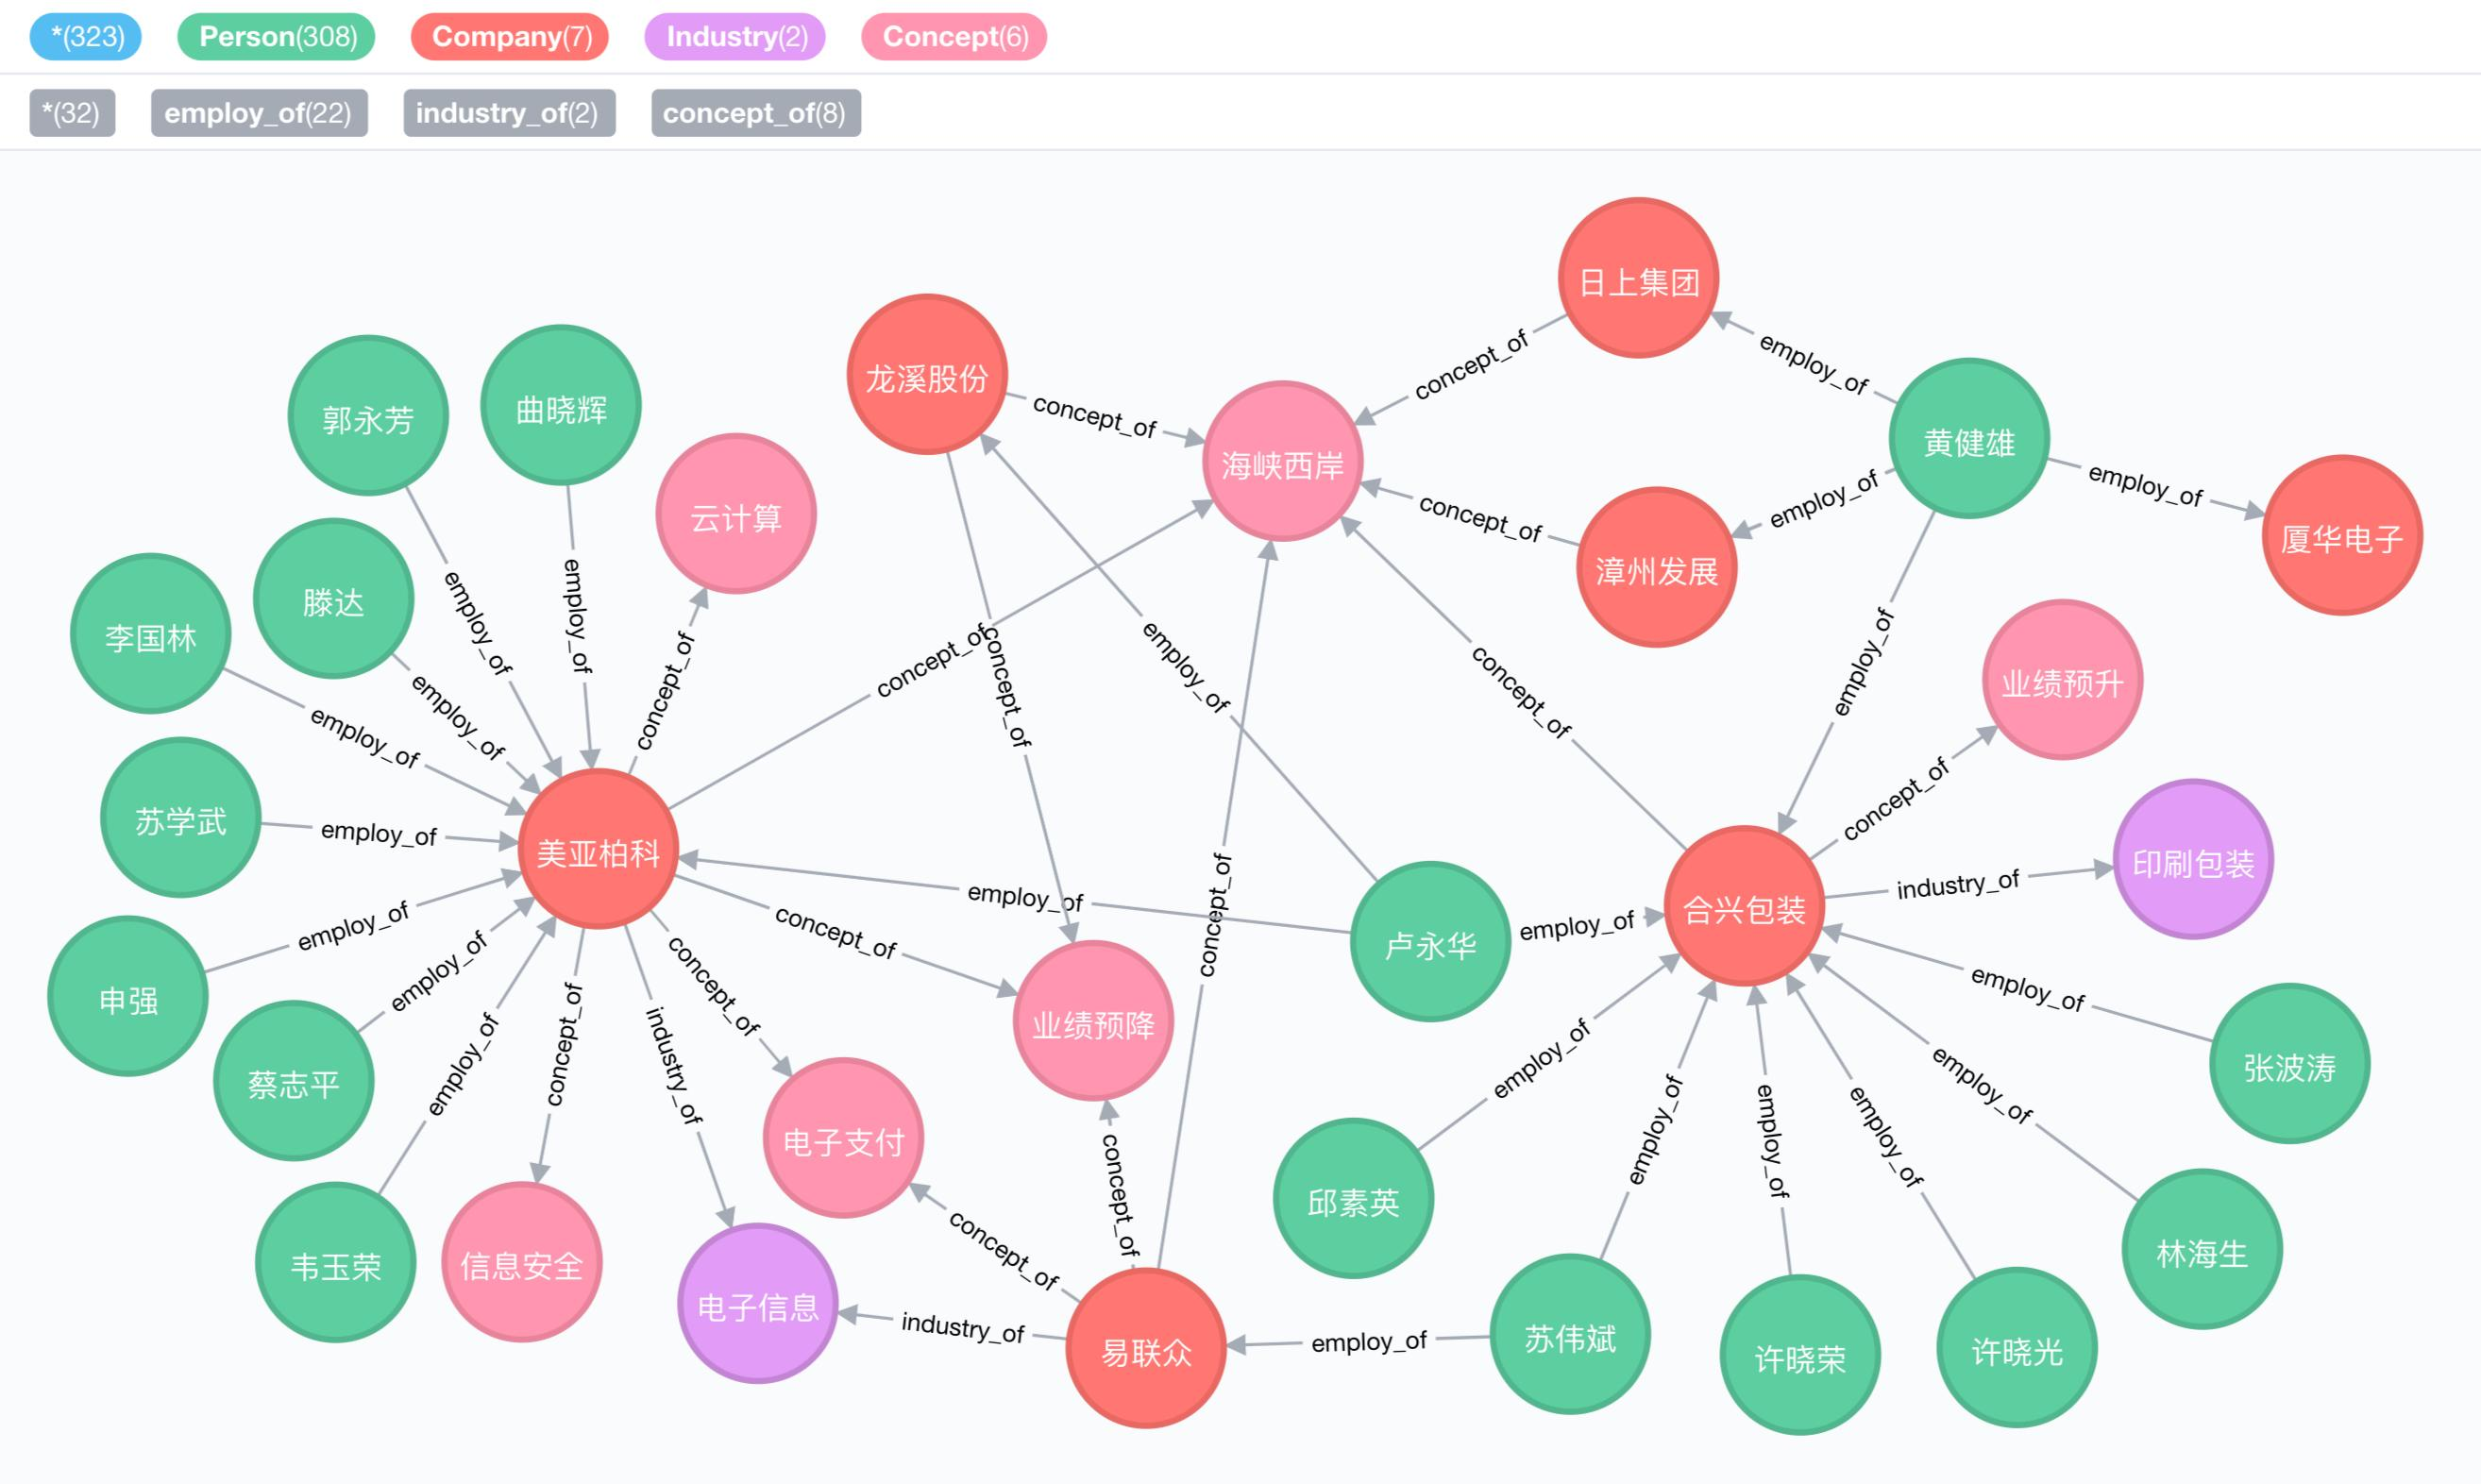 *(323) Person(308) Company(7) Industry(2) Concept(6)
*(32) employ_of(22) industry_of(2) concept_of(8)
日上集团
龙溪股份
郭永芳
曲晓辉
海峡西岸
黄健雄
云计算
厦华电子
漳州发展
滕达
李国林
业绩预升
苏学武
美亚柏科
合兴包装
印刷包装
卢永华
申强
业绩预降
张波涛
蔡志平
电子支付
邱素英
林海生
韦玉荣
信息安全
电子信息
易联众
苏伟斌
许晓荣
许晓光
concept_of
employ_of
concept_of
employ_of
employ_of
concept_of
employ_of
employ_of
employ_of
concept_of
employ_of
employ_of
concept_of
concept_of
employ_of
concept_of
employ_of
employ_of
concept_of
employ_of
industry_of
employ_of
concept_of
employ_of
concept_of
employ_of
employ_of
employ_of
employ_of
concept_of
concept_of
industry_of
employ_of
employ_of
employ_of
employ_of
employ_of
concept_of
concept_of
industry_of
employ_of